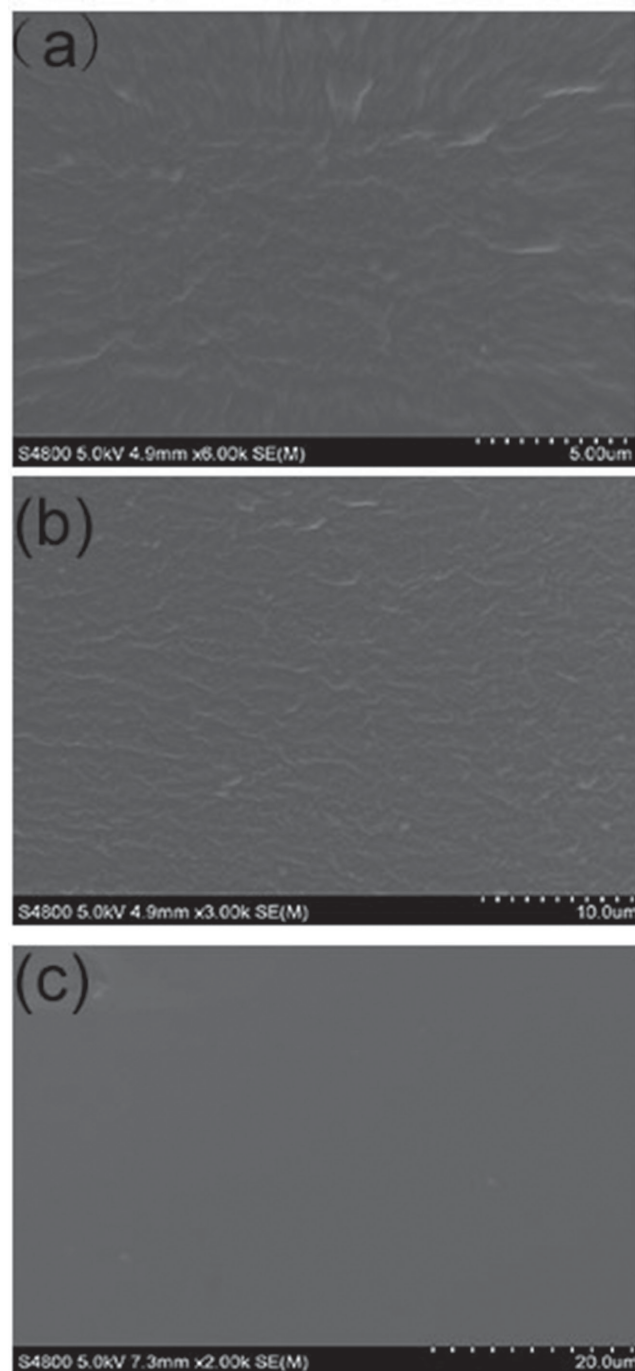 (a)
S4800 5.0kV 4.9mm x6.00k SE(M) 5.00um
(b)
S4800 5.0kV 4.9mm x3.00k SE(M) 10.0um
(c)
S4800 5.0kV 7.3mm x2.00k SE(M) 20.0um